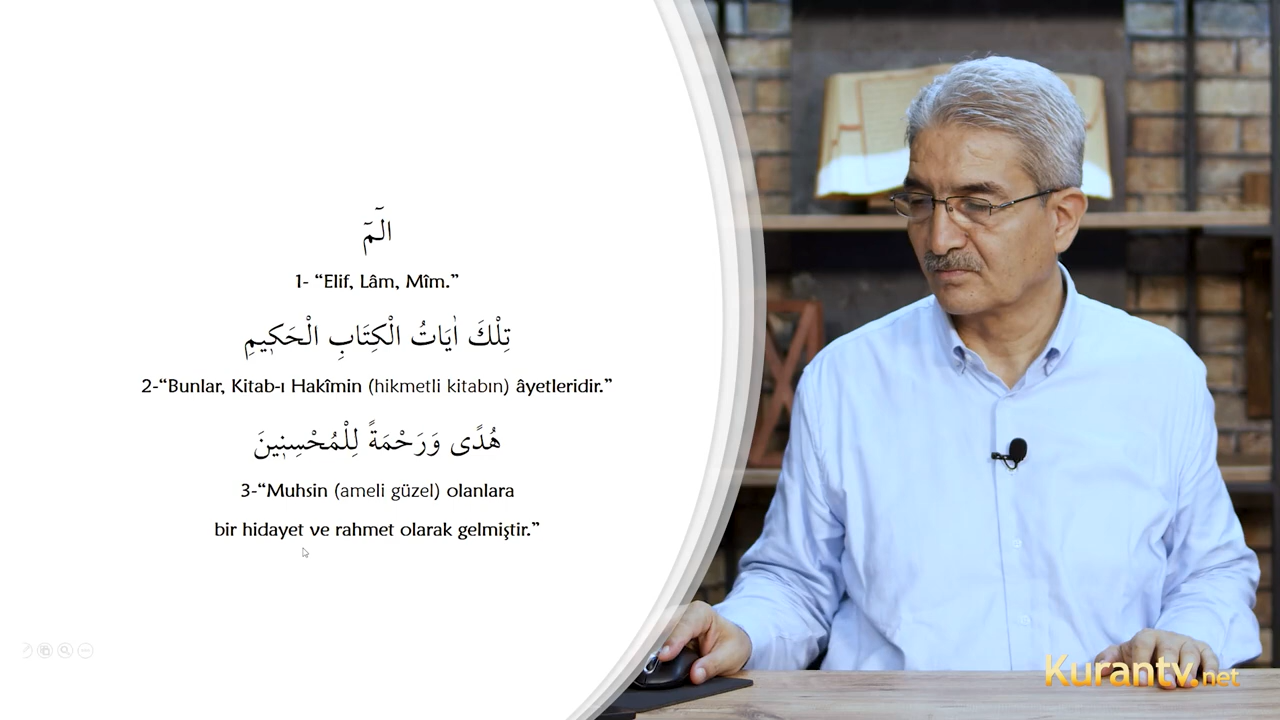 الٓمٓ
1- “Elif, Lâm, Mîm.”
تِلْكَ اٰيَاتُ الْكِتَابِ الْحَكٖيمِ
2-“Bunlar, Kitab-ı Hakîmin (hikmetli kitabın) âyetleridir.”
هُدًى وَرَحْمَةً لِلْمُحْسِنٖينَ
3-“Muhsin (ameli güzel) olanlara
bir hidayet ve rahmet olarak gelmiştir.”
Kurantv.net